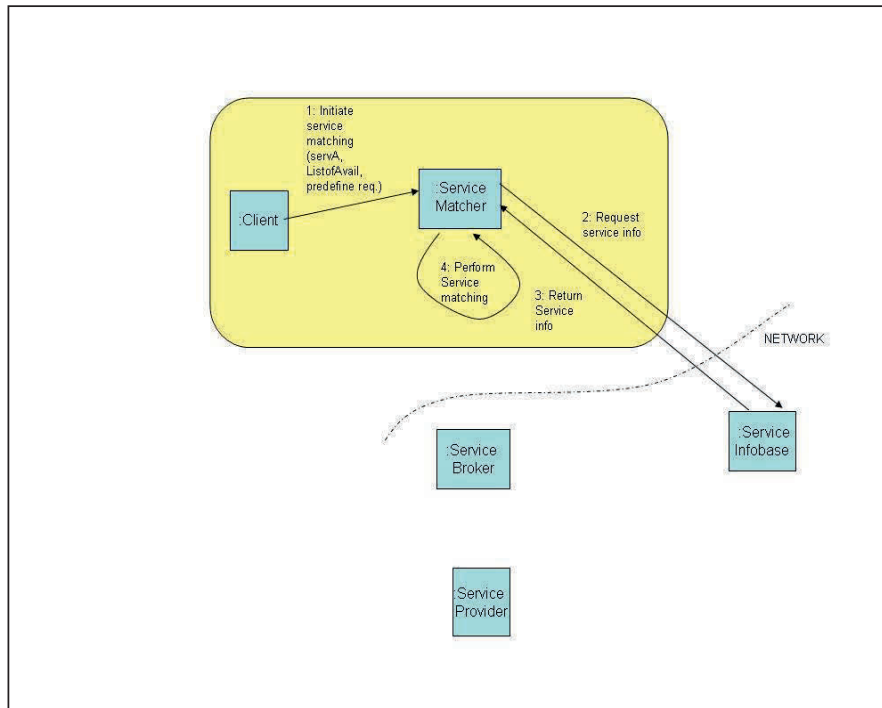 1: Initiate
service
matching
(servA,
ListofAvail,
predefine req.)
:Client
:Service
Matcher
2: Request
service info
4: Perform
Service
matching
3: Return
Service
info
NETWORK
:Service
Broker
:Service
Infobase
:Service
Provider